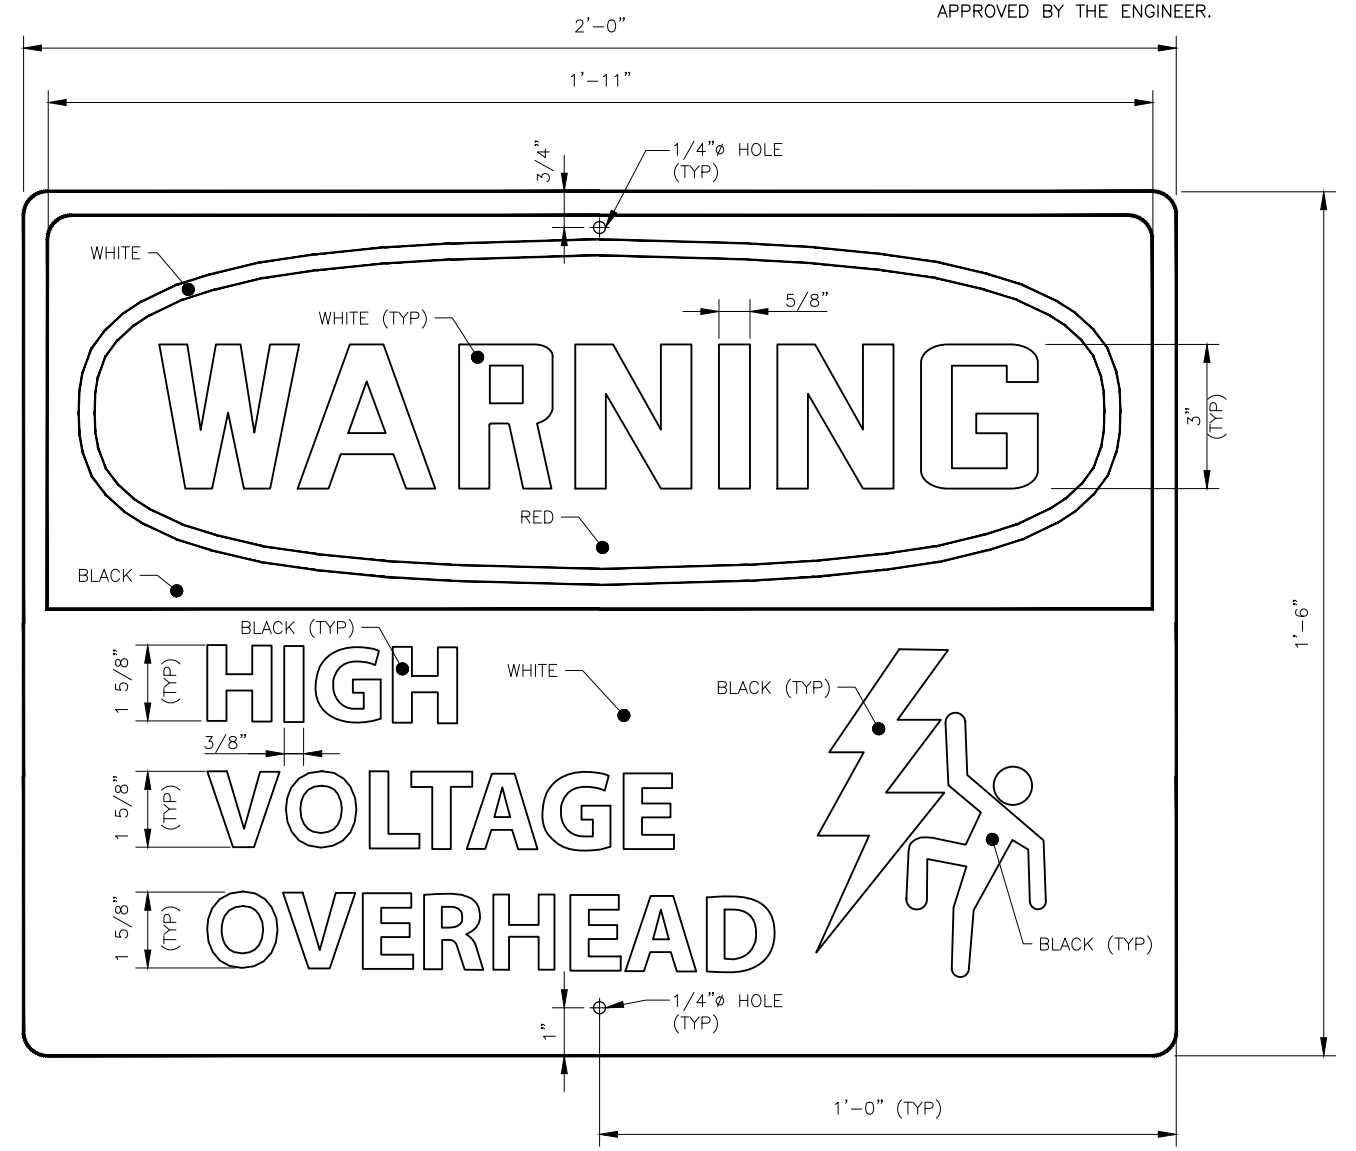 APPROVED BY THE ENGINEER.
2'-0"
1'-11"
3/4"
1/4"ø HOLE
(TYP)
WHITE
5/8"
WHITE (TYP)
WARNING
3"
(TYP)
RED
BLACK
1'-6"
BLACK (TYP)
1 5/8"
(TYP)
HIGH
WHITE
BLACK (TYP)
3/8"
1 5/8"
(TYP)
VOLTAGE
1 5/8"
(TYP)
OVERHEAD
BLACK (TYP)
1/4"ø HOLE
(TYP)
1"
1'-0" (TYP)